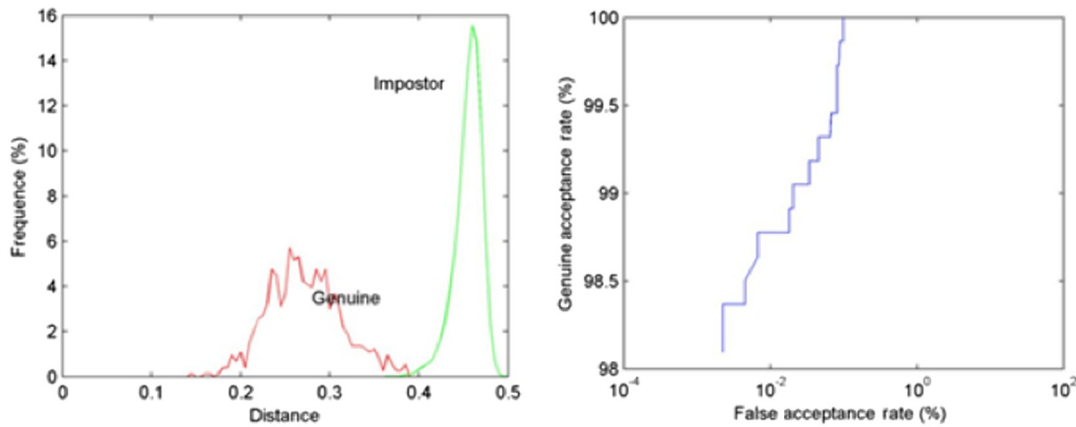 16
14
12
10
8
6
4
2
0
Frequence (%)
Impostor
Genuine
0 0.1 0.2 0.3 0.4 0.5
Distance
100
99.5
99
98.5
98
Genuine acceptance rate (%)
10-4 10-2 100 102
False acceptance rate (%)